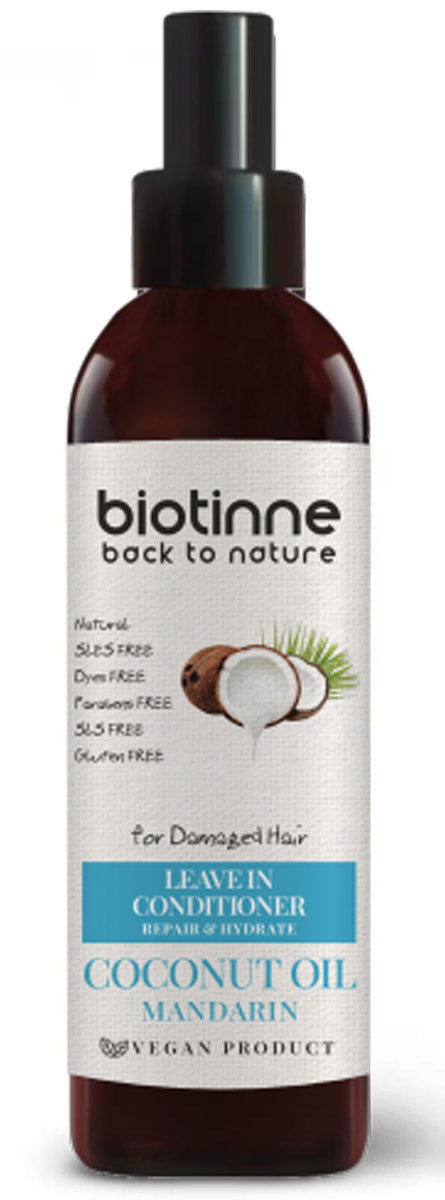 biotinne
back to nature
Natural
SLES FREE
Dyes FREE
Parabens FREE
SLS FREE
Gluten FREE
for Damaged Hair
LEAVE IN
CONDITIONER
REPAIR & HYDRATE
COCONUT OIL
MANDARIN
VEGAN PRODUCT